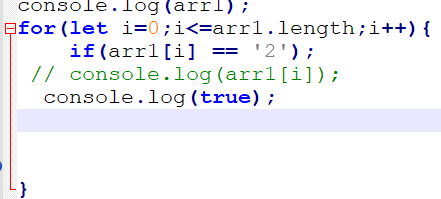 console.log(arr1);
for(let i=0;i<=arr1.length;i++){
if(arr1[i] == '2');
// console.log(arr1[i]);
console.log(true);
}